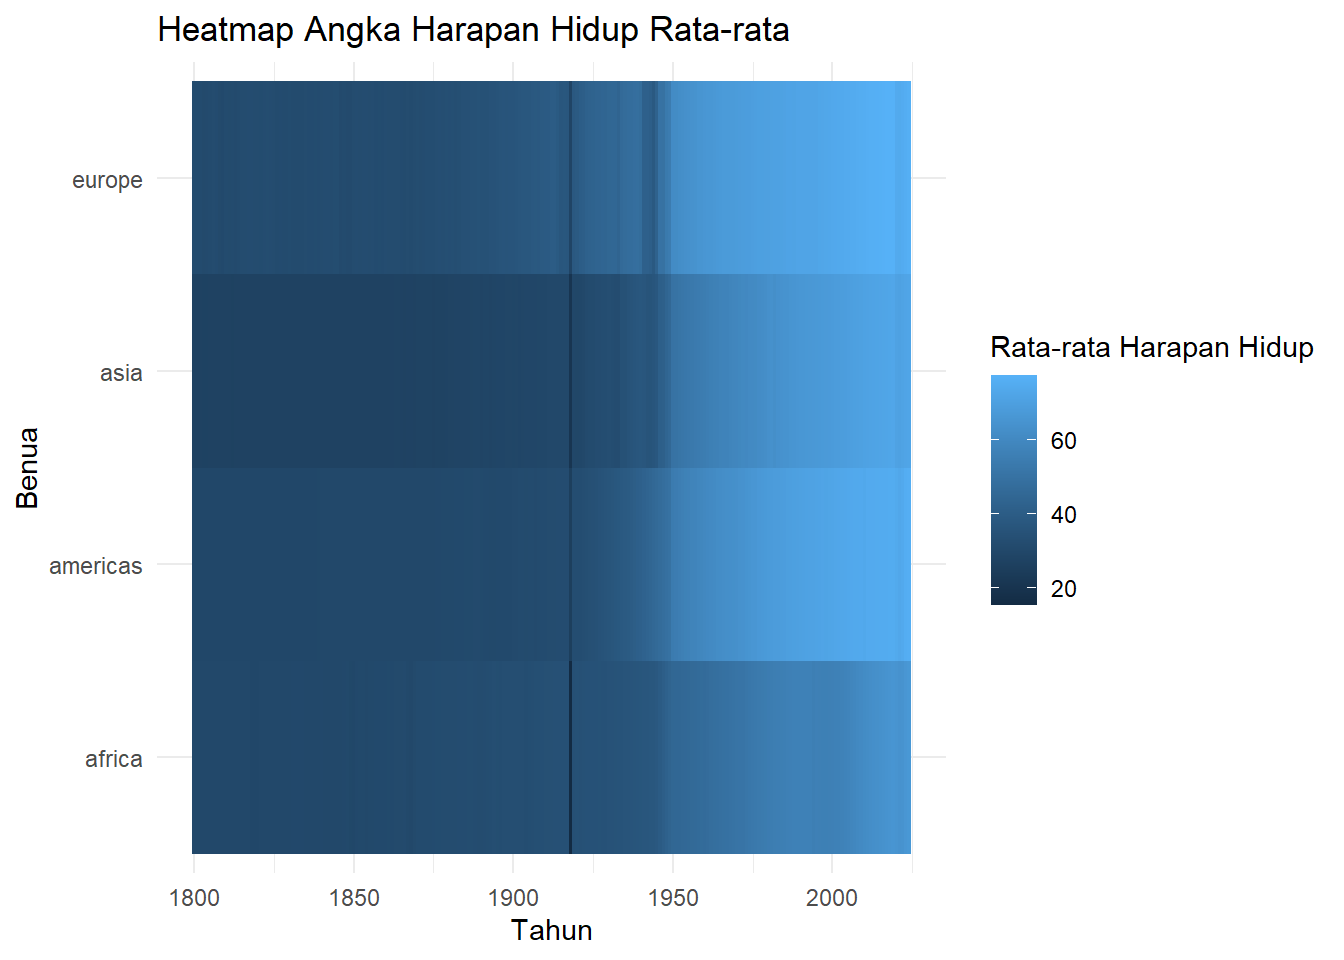 Heatmap Angka Harapan Hidup Rata-rata
europe
asia
americas
africa
Benua
1800 1850 1900 1950 2000
Tahun
Rata-rata Harapan Hidup
60
40
20